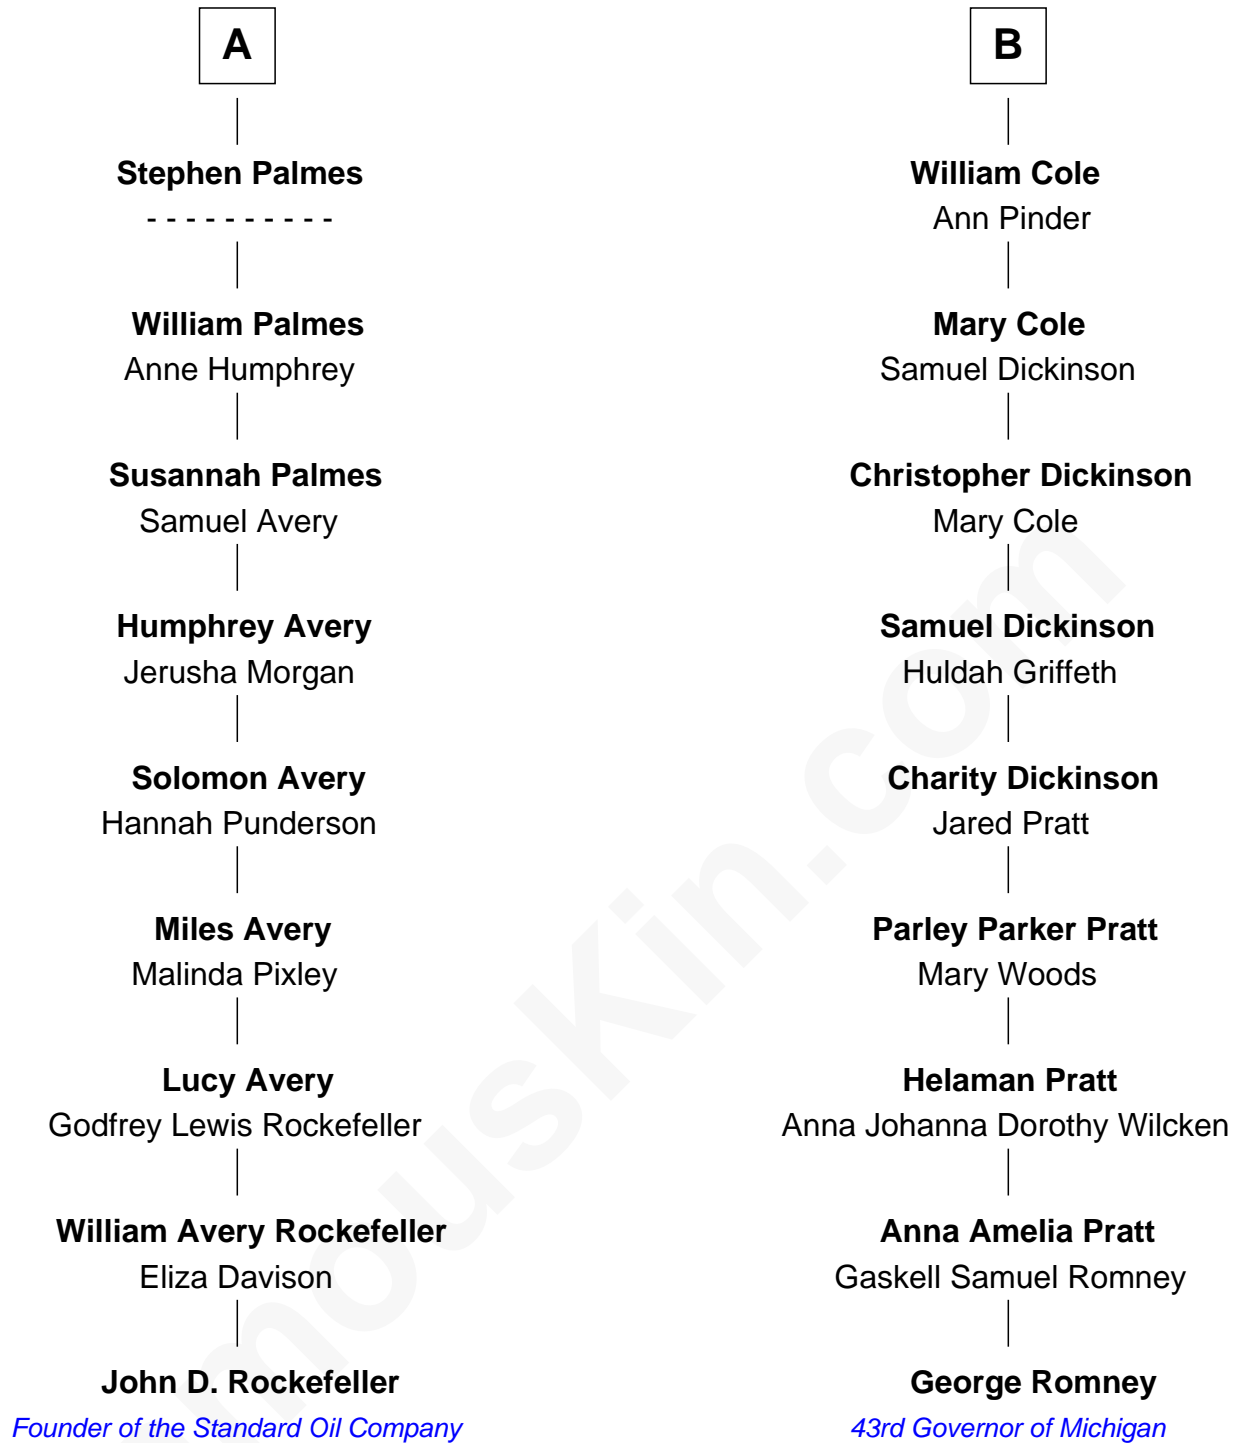 A
Stephen Palmes
- - - - - - - - - -
William Palmes
Anne Humphrey
Susannah Palmes
Samuel Avery
Humphrey Avery
Jerusha Morgan
Solomon Avery
Hannah Punderson
Miles Avery
Malinda Pixley
Lucy Avery
Godfrey Lewis Rockefeller
William Avery Rockefeller
Eliza Davison
John D. Rockefeller
Founder of the Standard Oil Company
B
William Cole
Ann Pinder
Mary Cole
Samuel Dickinson
Christopher Dickinson
Mary Cole
Samuel Dickinson
Huldah Griffeth
Charity Dickinson
Jared Pratt
Parley Parker Pratt
Mary Woods
Helaman Pratt
Anna Johanna Dorothy Wilcken
Anna Amelia Pratt
Gaskell Samuel Romney
George Romney
43rd Governor of Michigan
mousKin.com